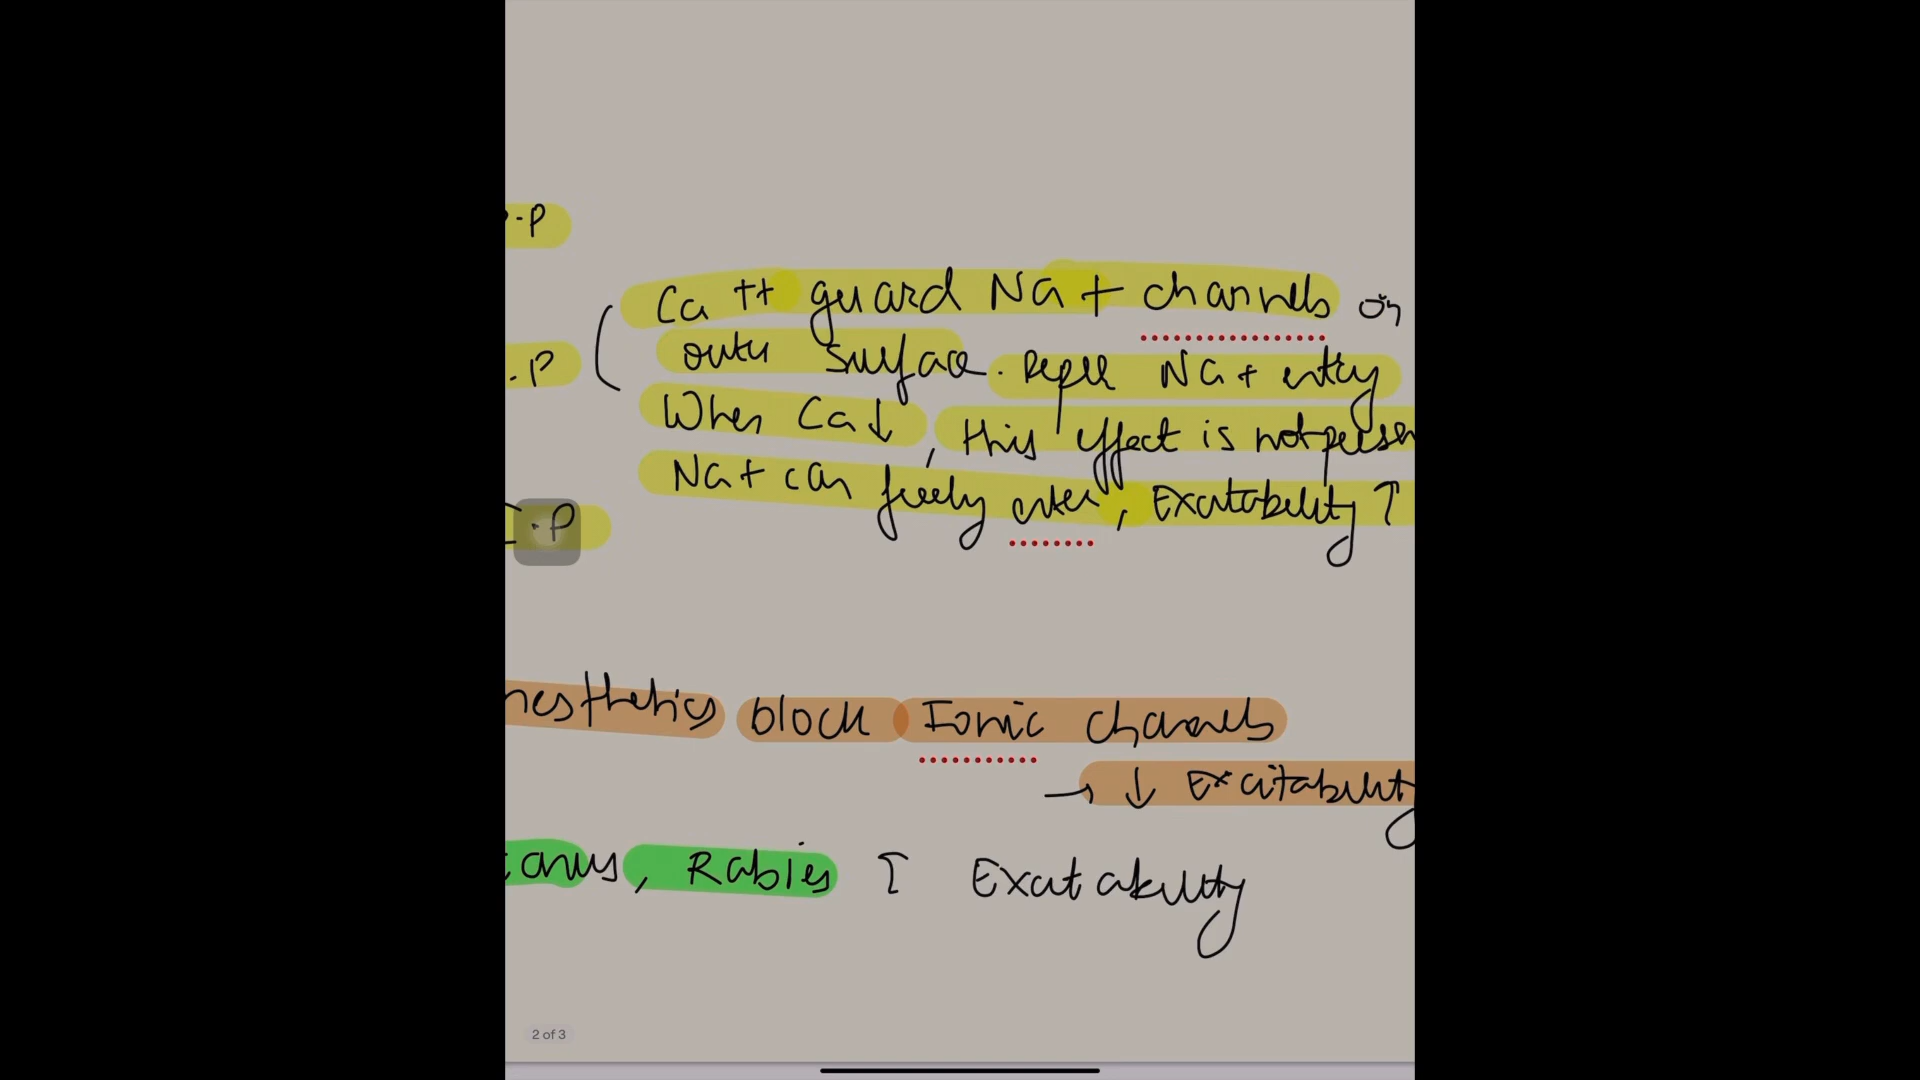 .P
Ca ++ guard Na+ channels on
outer surface. Repel Na+ entry
.P
When Ca↓, this effect is not presen
Na+ can freely enter, Excitability ↑
.P
nesthetics block Ionic channels
→ ↓ Excitability
tanus, Rabies ↑ Excitability
2 of 3